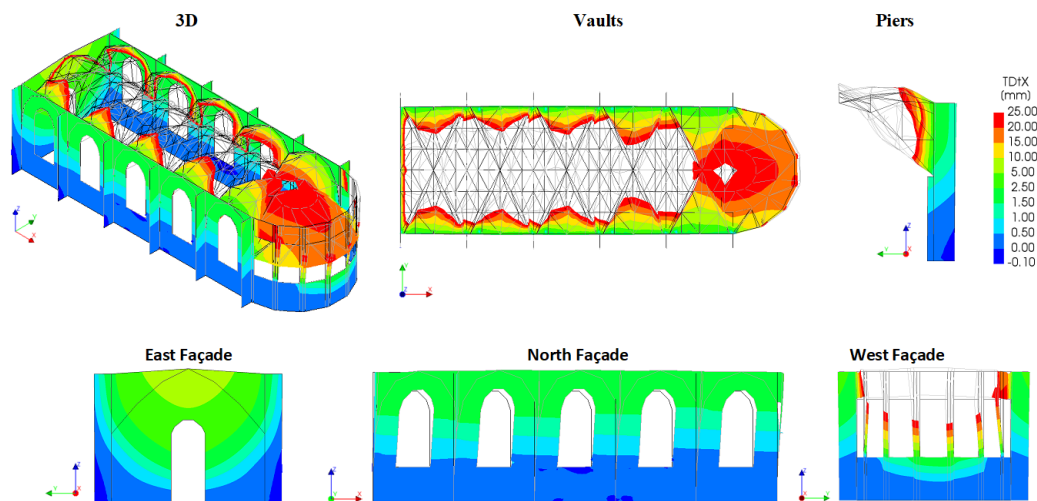 3D
Vaults
Piers
TDtX
(mm)
25.00
20.00
15.00
10.00
5.00
2.50
1.50
1.00
0.50
0.00
-0.10
Z
Y
X
Y
Z
X
Z
Y
X
East Façade
North Façade
West Façade
Z
Y
X
Z
Y
X
Z
X
Y